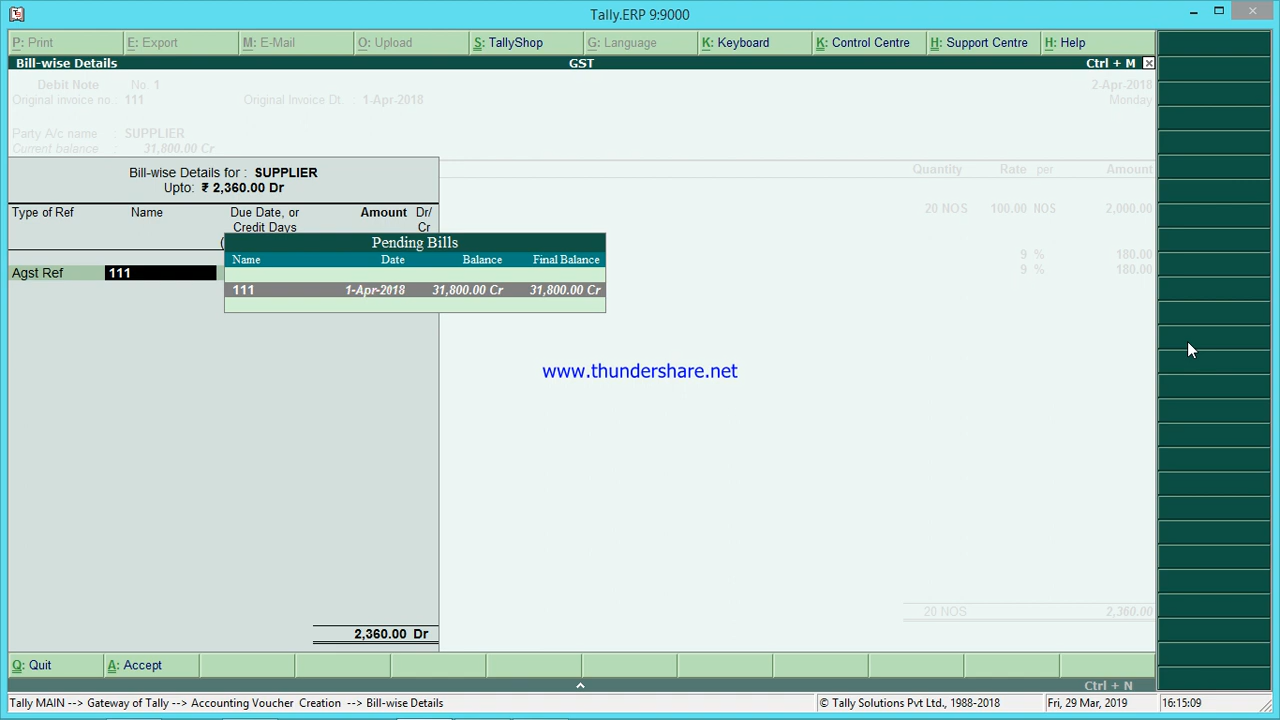 Tally.ERP 9:9000
P: Print E: Export M: E-Mail O: Upload S: TallyShop G: Language K: Keyboard K: Control Centre H: Support Centre H: Help
Bill-wise Details GST Ctrl + M
Debit Note No. 1 2-Apr-2018
Original invoice no.: 111 Original Invoice Dt. : 1-Apr-2018 Monday
Party A/c name : SUPPLIER
Current balance : 31,800.00 Cr
Bill-wise Details for : SUPPLIER
Upto: ₹ 2,360.00 Dr
Quantity Rate per Amount
Type of Ref Name Due Date, or Amount Dr/
Credit Days Cr
20 NOS 100.00 NOS 2,000.00
(
Pending Bills
Name Date Balance Final Balance
9 % 180.00
9 % 180.00
Agst Ref 111
111 1-Apr-2018 31,800.00 Cr 31,800.00 Cr
www.thundershare.net
20 NOS 2,360.00
2,360.00 Dr
Q: Quit A: Accept
Ctrl + N
Tally MAIN --> Gateway of Tally --> Accounting Voucher Creation --> Bill-wise Details © Tally Solutions Pvt Ltd., 1988-2018 Fri, 29 Mar, 2019 16:15:09